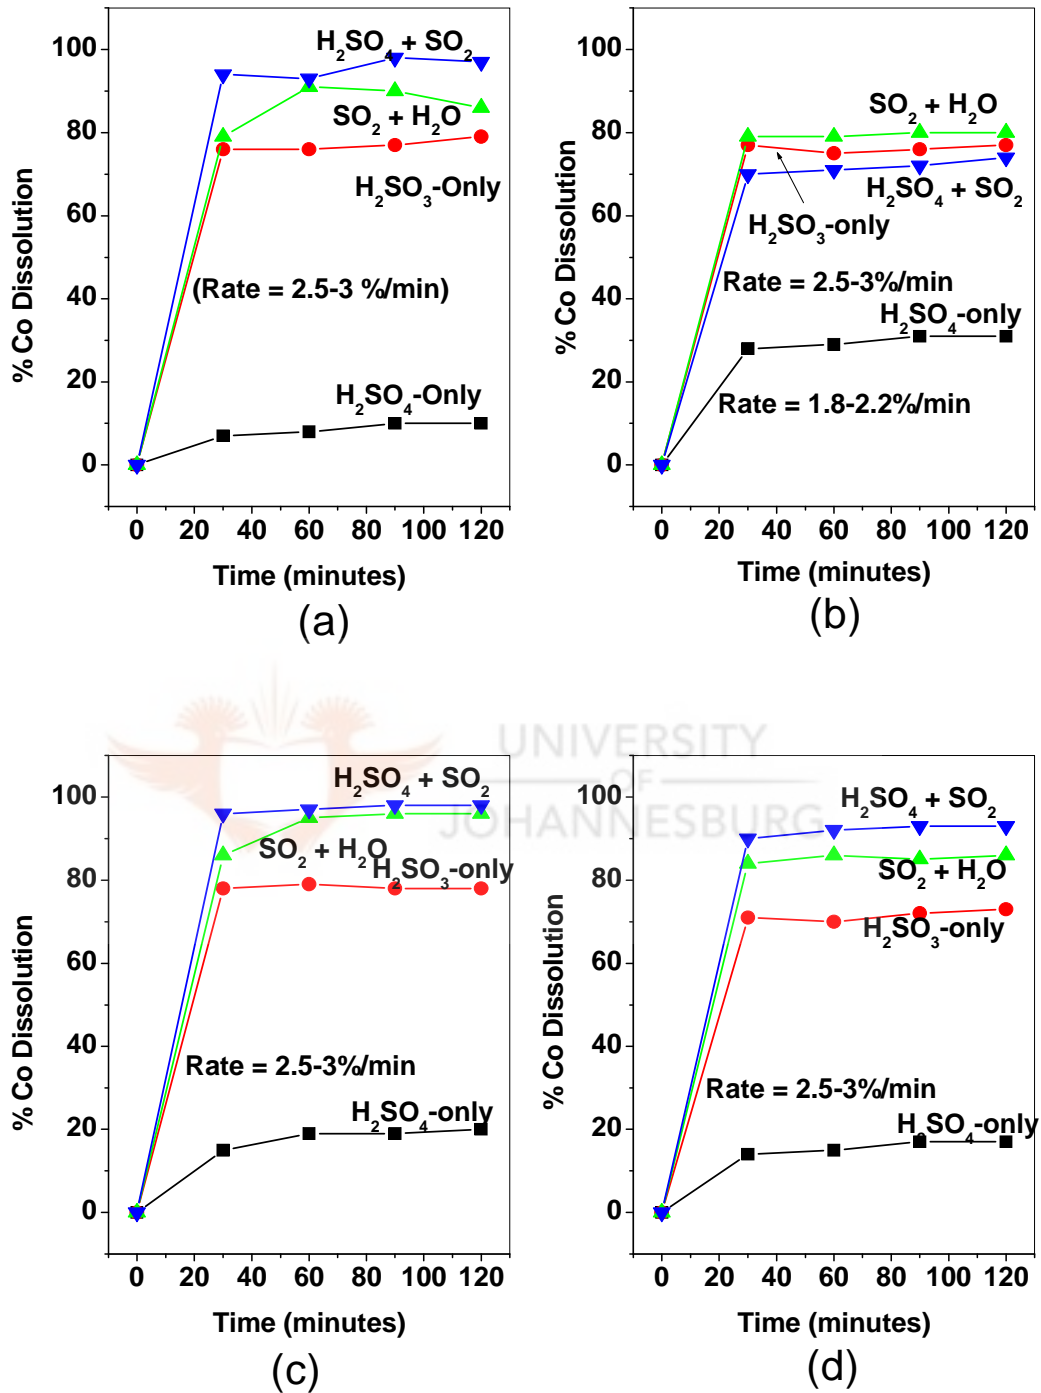 100
80
60
40
20
0
% Co Dissolution
H₂SO₄ + SO₂
SO₂ + H₂O
H₂SO₃-Only
(Rate = 2.5-3 %/min)
H₂SO₄-Only
0 20 40 60 80 100 120
Time (minutes)
(a)
100
80
60
40
20
0
% Co Dissolution
SO₂ + H₂O
H₂SO₄ + SO₂
H₂SO₃-only
Rate = 2.5-3%/min
H₂SO₄-only
Rate = 1.8-2.2%/min
0 20 40 60 80 100 120
Time (minutes)
(b)
UNIVERSITY
OF
JOHANNESBURG
100
80
60
40
20
0
% Co Dissolution
H₂SO₄ + SO₂
SO₂ + H₂O
H₂SO₃-only
Rate = 2.5-3%/min
H₂SO₄-only
0 20 40 60 80 100 120
Time (minutes)
(c)
100
80
60
40
20
0
% Co Dissolution
H₂SO₄ + SO₂
SO₂ + H₂O
H₂SO₃-only
Rate = 2.5-3%/min
H₂SO₄-only
0 20 40 60 80 100 120
Time (minutes)
(d)